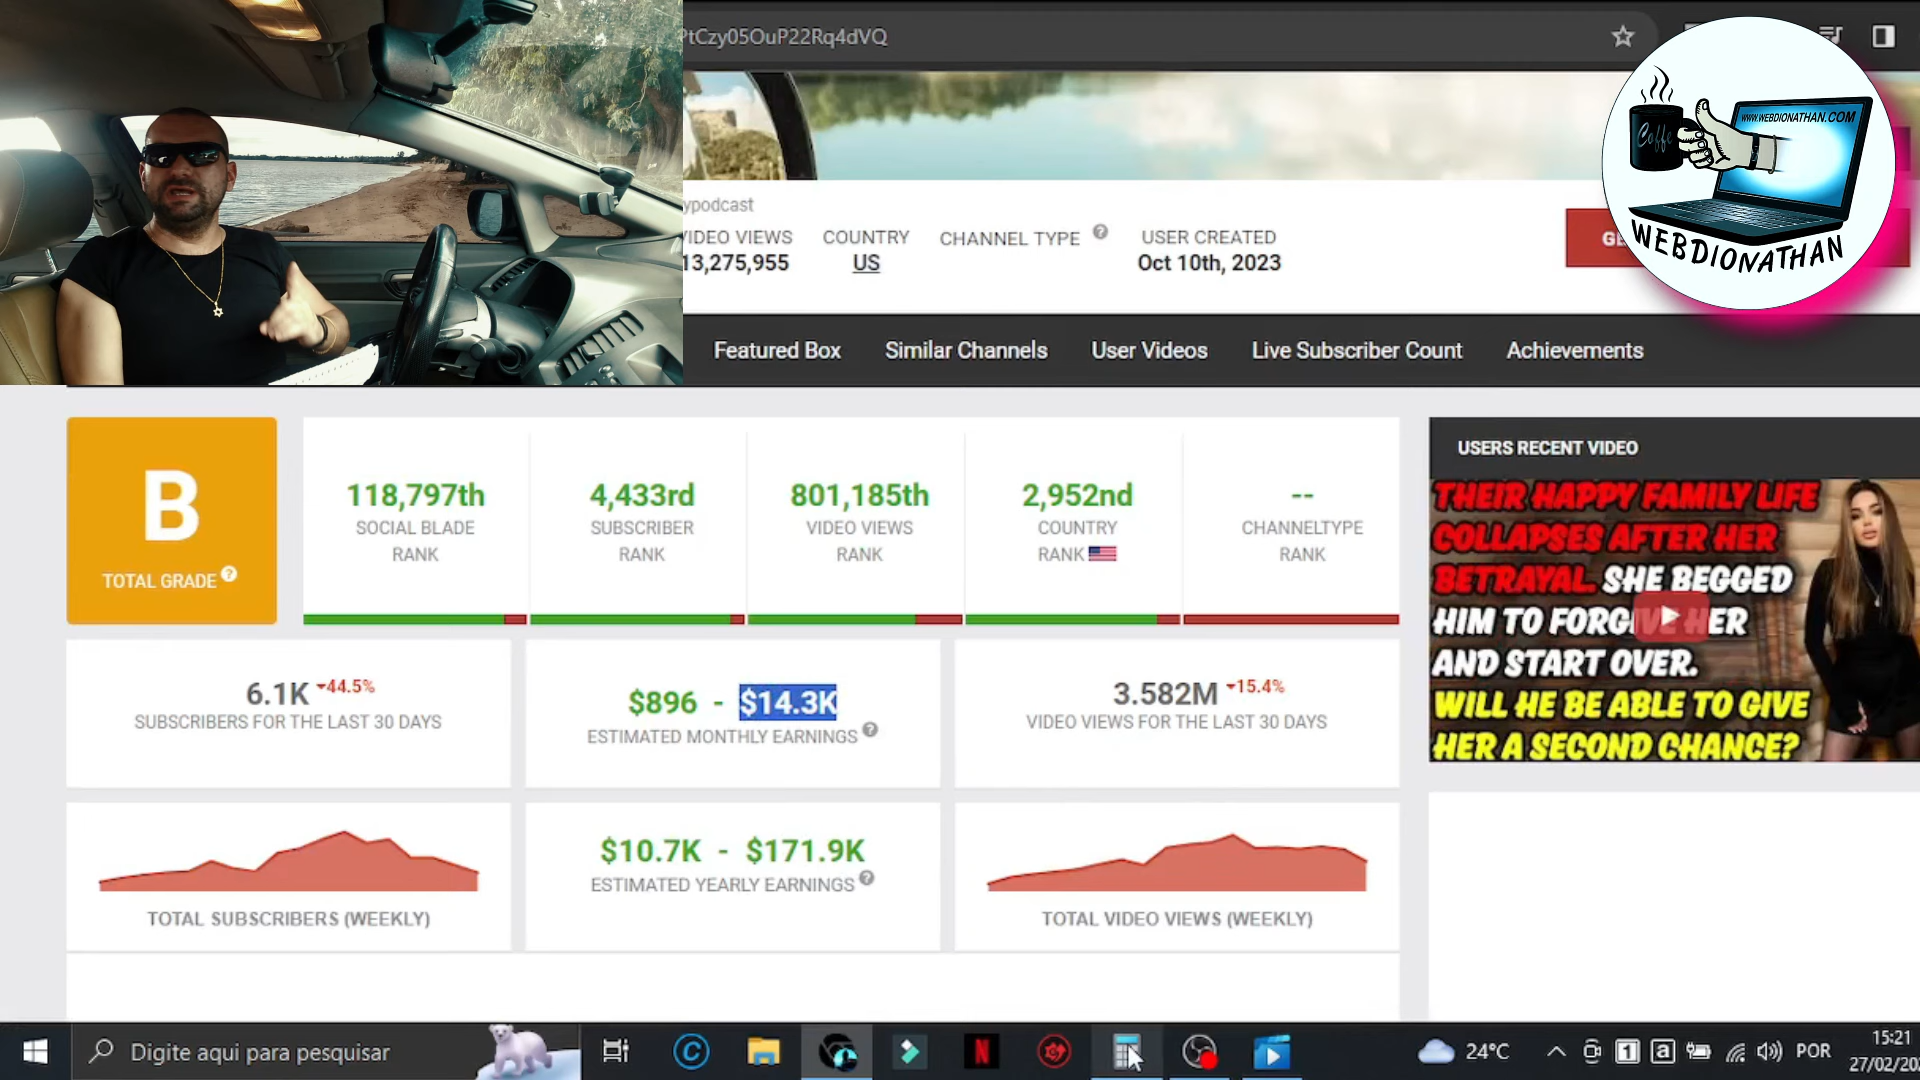 PtCzy05OuP22Rq4dVQ
ypodcast
VIDEO VIEWS
13,275,955
COUNTRY
US
CHANNEL TYPE
USER CREATED
Oct 10th, 2023
Coffe
WWW.WEBDIONATHAN.COM
WEBDIONATHAN
Featured Box
Similar Channels
User Videos
Live Subscriber Count
Achievements
B
TOTAL GRADE
118,797th
SOCIAL BLADE
RANK
4,433rd
SUBSCRIBER
RANK
801,185th
VIDEO VIEWS
RANK
2,952nd
COUNTRY
RANK
--
CHANNELTYPE
RANK
USERS RECENT VIDEO
THEIR HAPPY FAMILY LIFE
COLLAPSES AFTER HER
BETRAYAL. SHE BEGGED
HIM TO FORGIVE HER
AND START OVER.
WILL HE BE ABLE TO GIVE
HER A SECOND CHANCE?
6.1K -44.5%
SUBSCRIBERS FOR THE LAST 30 DAYS
$896 - $14.3K
ESTIMATED MONTHLY EARNINGS
3.582M -15.4%
VIDEO VIEWS FOR THE LAST 30 DAYS
TOTAL SUBSCRIBERS (WEEKLY)
$10.7K - $171.9K
ESTIMATED YEARLY EARNINGS
TOTAL VIDEO VIEWS (WEEKLY)
Digite aqui para pesquisar
24°C
POR
15:21
27/02/20